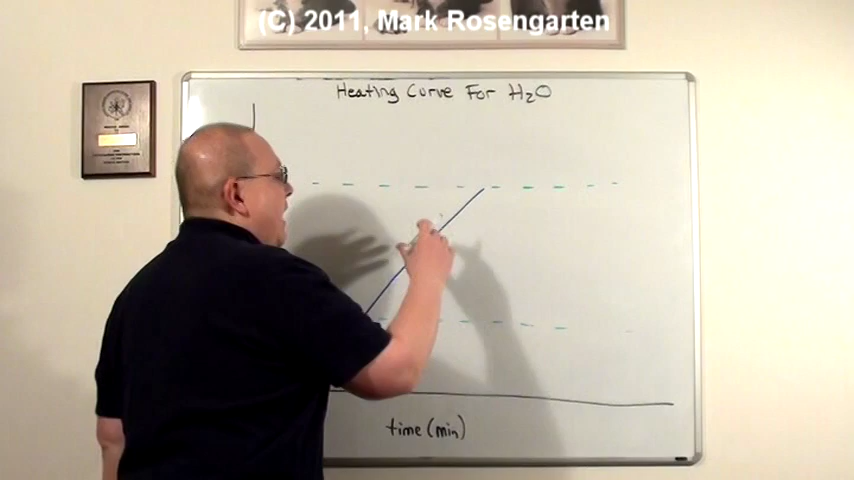 (C) 2011, Mark Rosengarten
Heating Curve For H₂O
time (min)